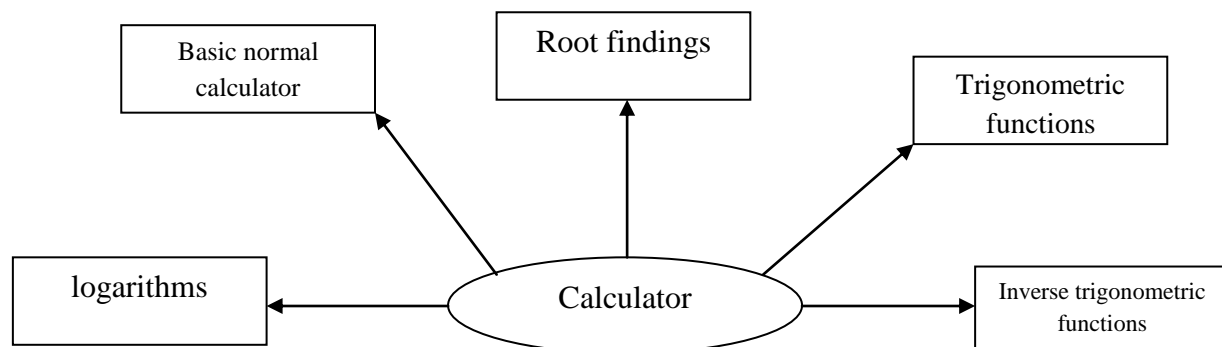 Root findings
Basic normal
calculator
Trigonometric
functions
logarithms
Calculator
Inverse trigonometric
functions